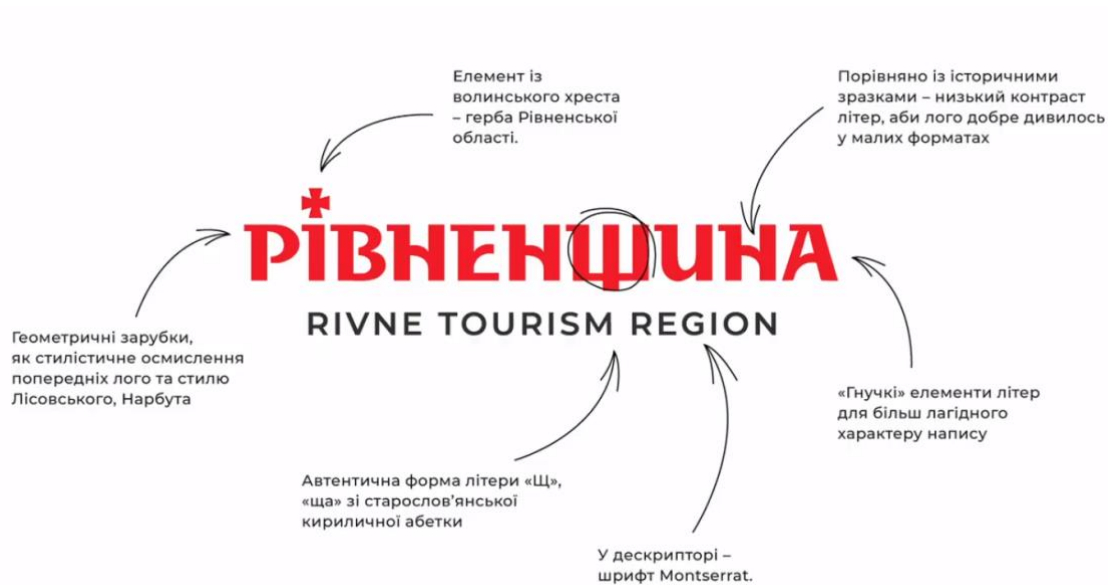 Елемент із
волинського хреста
– герба Рівненської
області.
Порівняно із історичними
зразками – низький контраст
літер, аби лого добре дивилось
у малих форматах
РІВНЕНЩИНА
RIVNE TOURISM REGION
Геометричні зарубки,
як стилістичне осмислення
попередніх лого та стилю
Лісовського, Нарбута
«Гнучкі» елементи літер
для більш лагідного
характеру напису
Автентична форма літери «Щ»,
«ща» зі старослов’янської
кириличної абетки
У дескрипторі –
шрифт Montserrat.